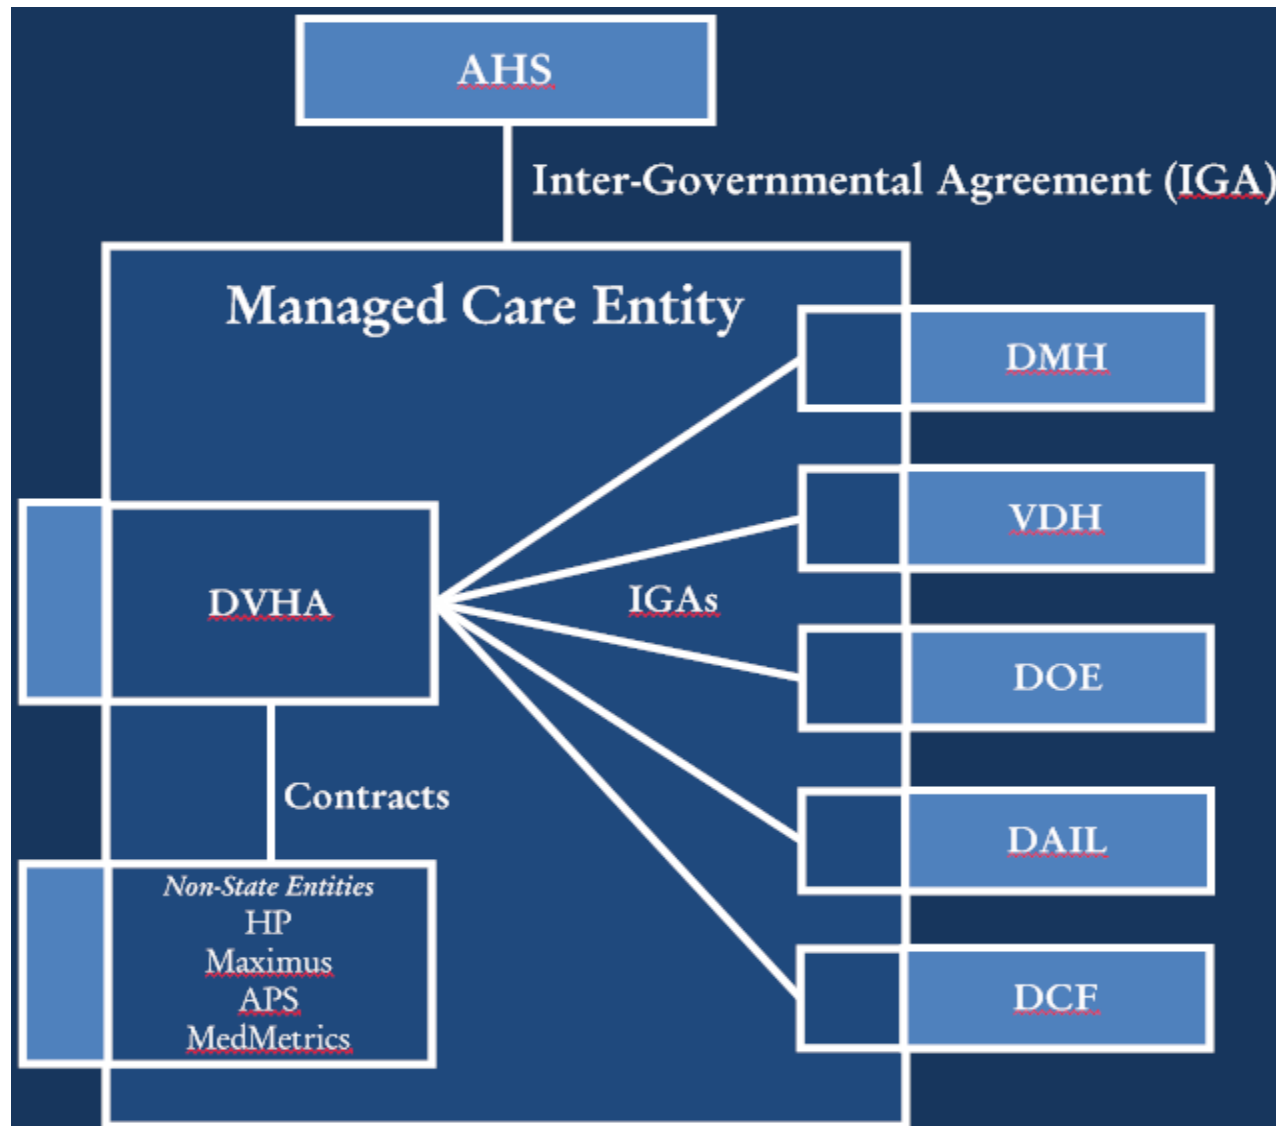 AHS
Inter-Governmental Agreement (IGA)
Managed Care Entity
DMH
VDH
DVHA
IGAs
DOE
Contracts
DAIL
Non-State Entities
HP
Maximus
APS
MedMetrics
DCF